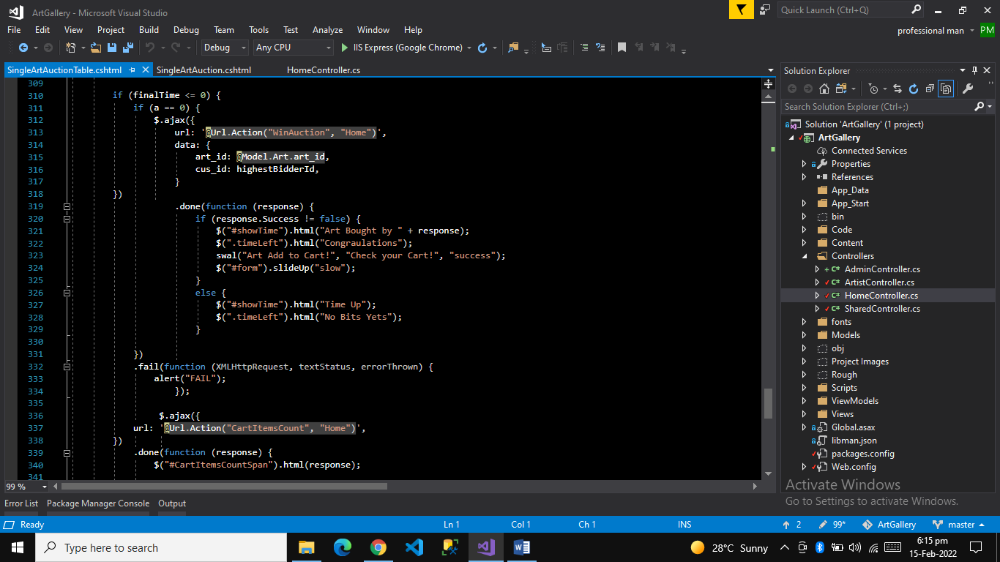 ArtGallery - Microsoft Visual Studio
Quick Launch (Ctrl+Q)
File Edit View Project Build Debug Team Tools Test Analyze Window Help
professional man PM
Debug Any CPU IIS Express (Google Chrome)
SingleArtAuctionTable.cshtml SingleArtAuction.cshtml HomeController.cs
309
310 if (finalTime <= 0) {
311 if (a == 0) {
312 $.ajax({
313 url: '@Url.Action("WinAuction", "Home")',
314 data: {
315 art_id: @Model.Art.art_id,
316 cus_id: highestBidderId,
317 }
318 })
319 .done(function (response) {
320 if (response.Success != false) {
321 $("#showTime").html("Art Bought by " + response);
322 $(".timeLeft").html("Congraulations");
323 swal("Art Add to Cart!", "Check your Cart!", "success");
324 $("#form").slideUp("slow");
325 }
326 else {
327 $("#showTime").html("Time Up");
328 $(".timeLeft").html("No Bits Yets");
329 }
330
331 })
332 .fail(function (XMLHttpRequest, textStatus, errorThrown) {
333 alert("FAIL");
334 });
335
336 $.ajax({
337 url: '@Url.Action("CartItemsCount", "Home")',
338 })
339 .done(function (response) {
340 $("#CartItemsCountSpan").html(response);
341
99 %
Solution Explorer
Search Solution Explorer (Ctrl+;)
Solution 'ArtGallery' (1 project)
ArtGallery
Connected Services
Properties
References
App_Data
App_Start
bin
Code
Content
Controllers
C# AdminController.cs
C# ArtistController.cs
C# HomeController.cs
C# SharedController.cs
fonts
Models
obj
Project Images
Rough
Scripts
ViewModels
Views
Global.asax
libman.json
packages.config
Web.config
Activate Windows
Go to Settings to activate Windows.
Error List Package Manager Console Output
Ready Ln 1 Col 1 Ch 1 INS 2 99* ArtGallery master
Type here to search
28°C Sunny
6:15 pm
15-Feb-2022